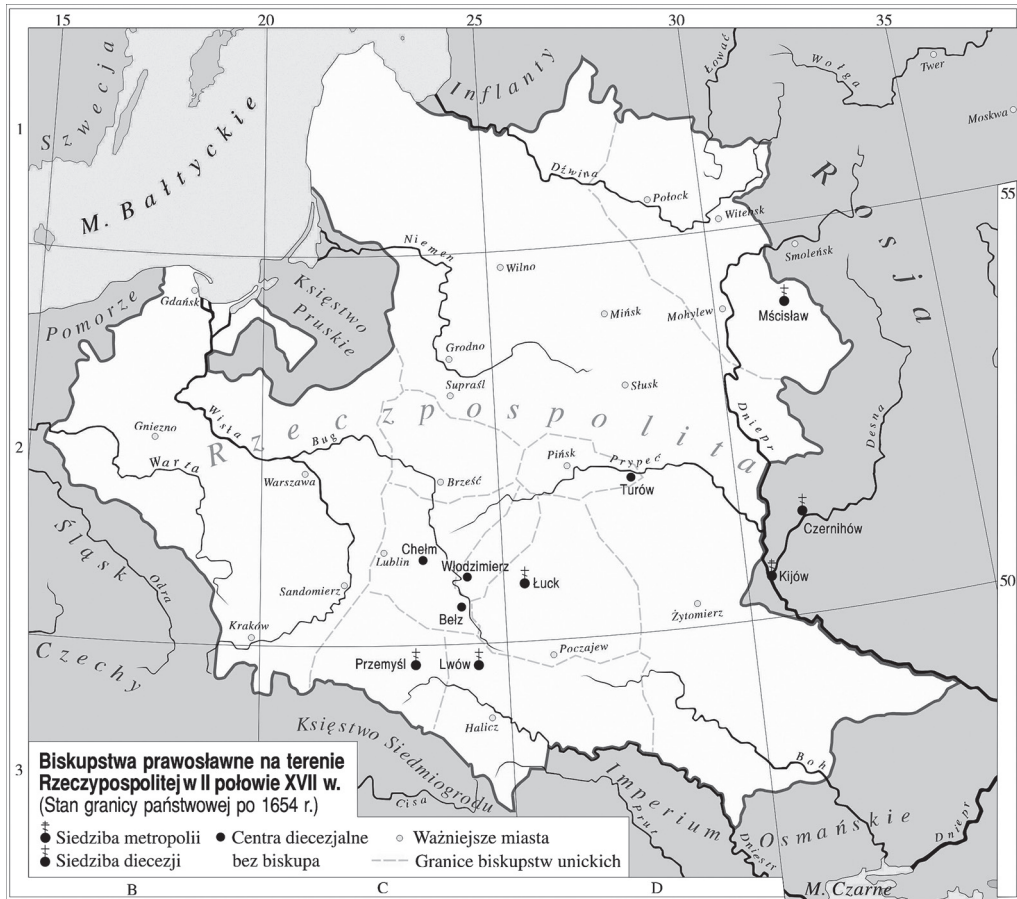 15
20
25
30
35
Szwecja
M. Bałtyckie
Inflanty
Łować
Wołga
Twer
Moskwa
1
Dźwina
Połock
Witebsk
Rosja
55
Niemen
Wilno
Smoleńsk
Pomorze
Gdańsk
Księstwo
Pruskie
Mińsk
Mohylew
Mścisław
Grodno
Supraśl
Słusk
Rzeczpospolita
Dniepr
Desna
2
Gniezno
Wisła
Bug
Warta
Warszawa
Brześć
Pińsk
Prypeć
Turów
Czernihów
Śląsk
Odra
Lublin
Chełm
Włodzimierz
Łuck
Kijów
50
Sandomierz
Bełz
Żytomierz
Kraków
Czechy
Przemyśl
Lwów
Poczajew
Halicz
Księstwo Siedmiogrodu
Boh
3
Cisa
Prut
Imperium
Osmańskie
Dniestr
Dniepr
M. Czarne
Biskupstwa prawosławne na terenie
Rzeczypospolitej w II połowie XVII w.
(Stan granicy państwowej po 1654 r.)
Siedziba metropolii
Centra diecezjalne
Ważniejsze miasta
Siedziba diecezji
bez biskupa
Granice biskupstw unickich
B
C
D